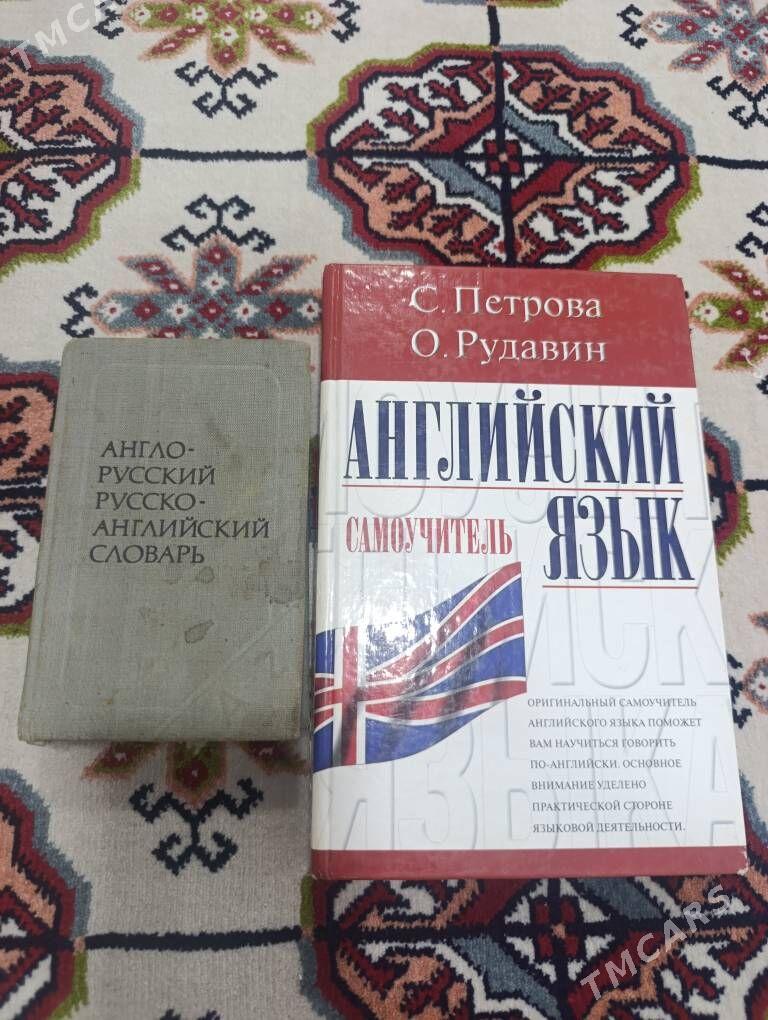 TMCARS
АНГЛО-
РУССКИЙ
РУССКО-
АНГЛИЙСКИЙ
СЛОВАРЬ
С. Петрова
О. Рудавин
АНГЛИЙСКИЙ
ЯЗЫК
САМОУЧИТЕЛЬ
ОРИГИНАЛЬНЫЙ САМОУЧИТЕЛЬ
АНГЛИЙСКОГО ЯЗЫКА ПОМОЖЕТ
ВАМ НАУЧИТЬСЯ ГОВОРИТЬ
ПО-АНГЛИЙСКИ. ОСНОВНОЕ
ВНИМАНИЕ УДЕЛЕНО
ПРАКТИЧЕСКОЙ СТОРОНЕ
ЯЗЫКОВОЙ ДЕЯТЕЛЬНОСТИ.
TMCARS